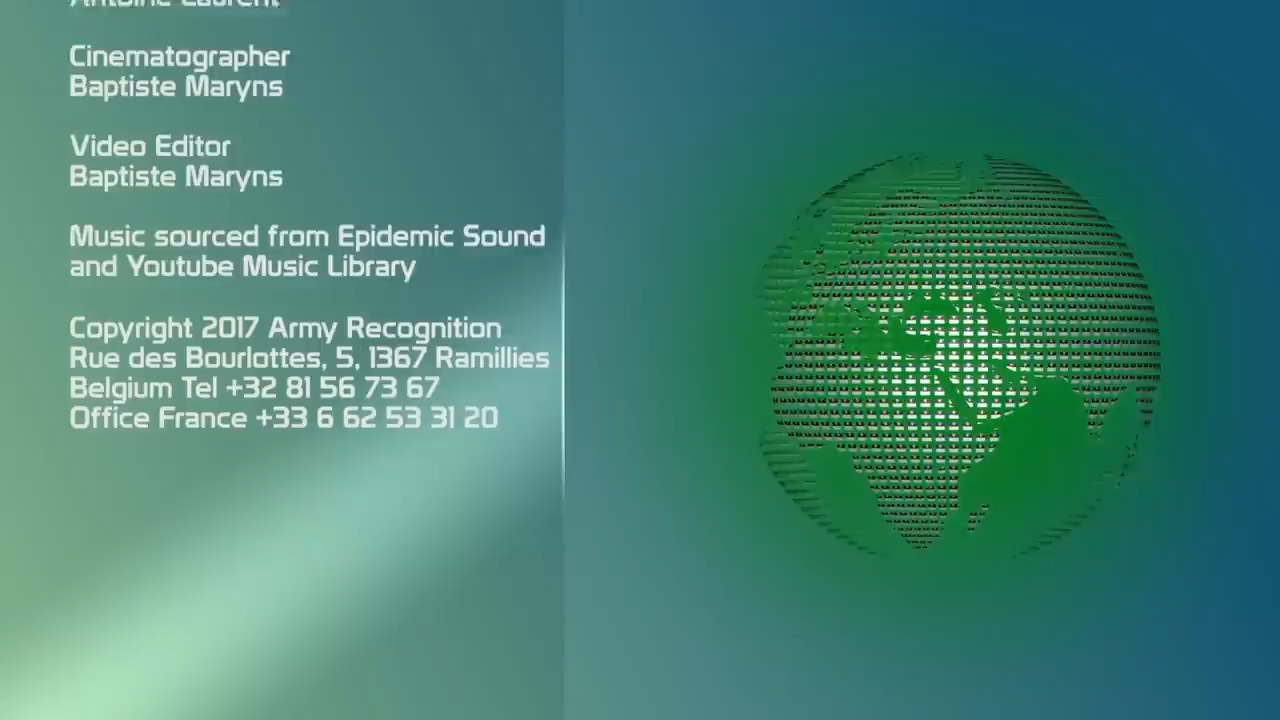 Antoine Laurent
Cinematographer
Baptiste Maryns
Video Editor
Baptiste Maryns
Music sourced from Epidemic Sound
and Youtube Music Library
Copyright 2017 Army Recognition
Rue des Bourlottes, 5, 1367 Ramillies
Belgium Tel +32 81 56 73 67
Office France +33 6 62 53 31 20